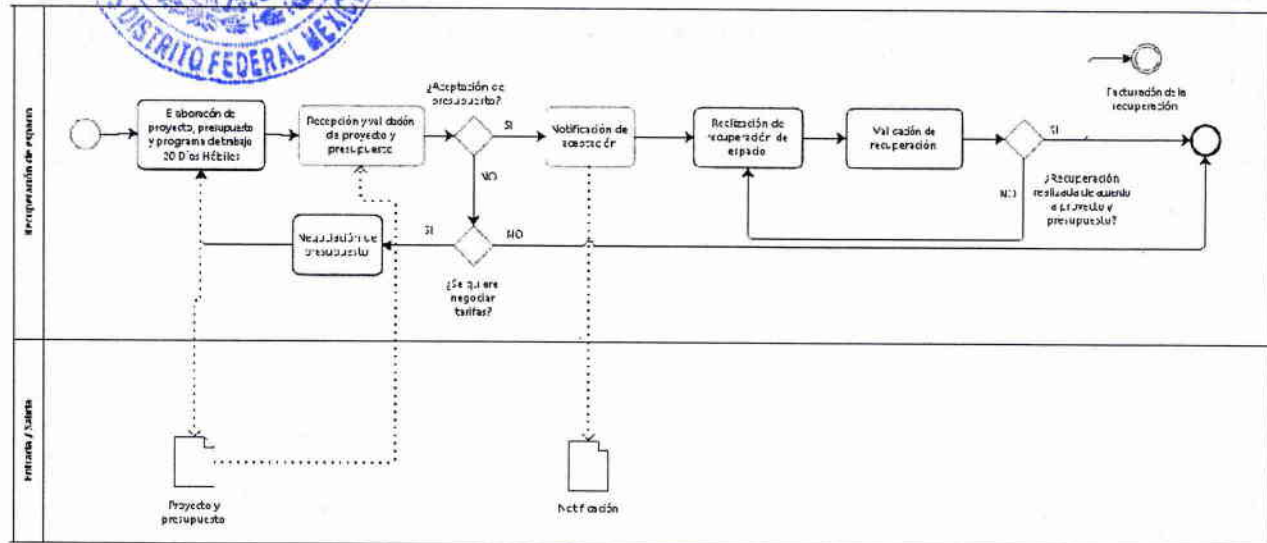 DISTRITO FEDERAL MEXICO
Recuperación de espacio
Elaboración de
proyecto, presupuesto
y programa de trabajo
20 Días Hábiles
Recepción y validación
de proyecto y
presupuesto
¿Aceptación de
presupuesto?
SI
NO
Notificación de
aceptación
Realización de
recuperación de
espacio
Validación de
recuperación
SI
NO
¿Recuperación
realizada de acuerdo
a proyecto y
presupuesto?
Facturación de la
recuperación
Negociación de
presupuesto
SI
NO
¿Se quiere
negociar
tarifas?
Entrada / Salida
Proyecto y
presupuesto
Notificación